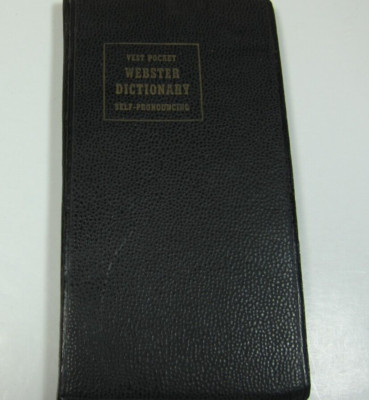 VEST POCKET
WEBSTER
DICTIONARY
SELF-PRONOUNCING